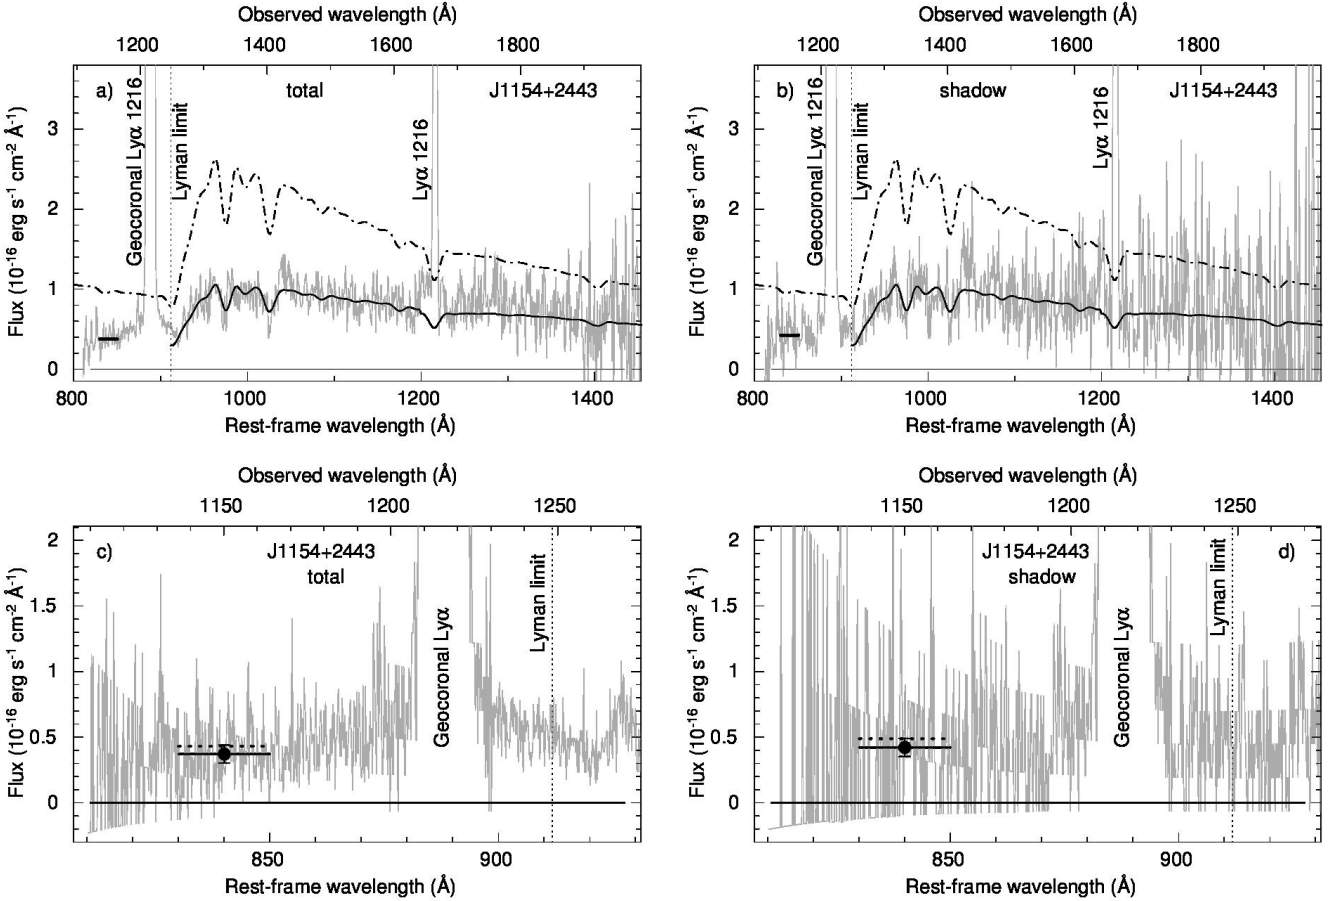 Observed wavelength (Å)
1200 1400 1600 1800
a) total J1154+2443
Geocoronal Lyα 1216
Lyman limit
Lyα 1216
Flux (10⁻¹⁶ erg s⁻¹ cm⁻² Å⁻¹)
3
2
1
0
800 1000 1200 1400
Rest-frame wavelength (Å)
Observed wavelength (Å)
1200 1400 1600 1800
b) shadow J1154+2443
Geocoronal Lyα 1216
Lyman limit
Lyα 1216
Flux (10⁻¹⁶ erg s⁻¹ cm⁻² Å⁻¹)
3
2
1
0
800 1000 1200 1400
Rest-frame wavelength (Å)
Observed wavelength (Å)
1150 1200 1250
c) J1154+2443
total
Geocoronal Lyα
Lyman limit
Flux (10⁻¹⁶ erg s⁻¹ cm⁻² Å⁻¹)
2
1.5
1
0.5
0
850 900
Rest-frame wavelength (Å)
Observed wavelength (Å)
1150 1200 1250
J1154+2443 d)
shadow
Geocoronal Lyα
Lyman limit
Flux (10⁻¹⁶ erg s⁻¹ cm⁻² Å⁻¹)
2
1.5
1
0.5
0
850 900
Rest-frame wavelength (Å)